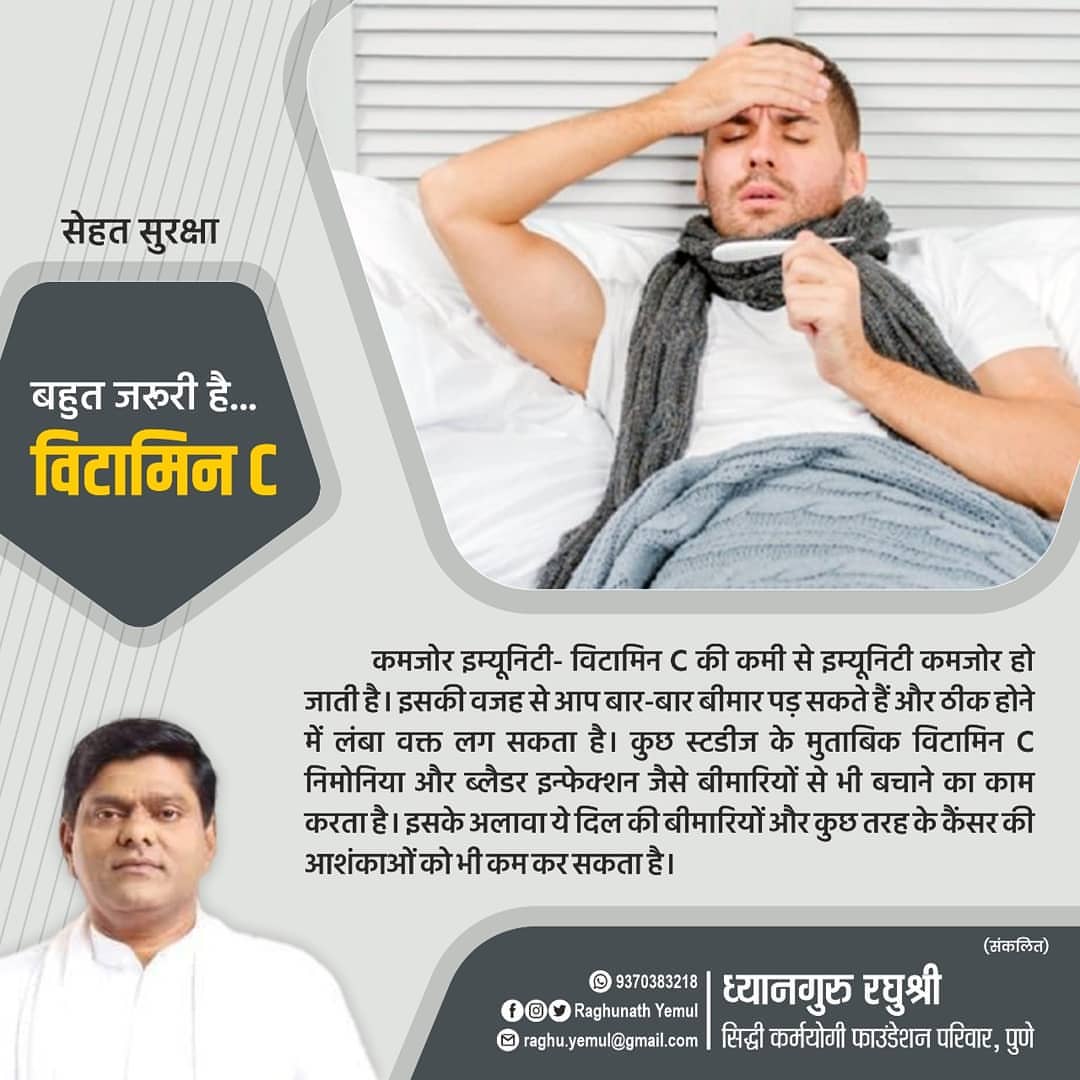 सेहत सुरक्षा
बहुत जरूरी है...
विटामिन C
कमजोर इम्यूनिटी- विटामिन C की कमी से इम्यूनिटी कमजोर हो
जाती है। इसकी वजह से आप बार-बार बीमार पड़ सकते हैं और ठीक होने
में लंबा वक्त लग सकता है। कुछ स्टडीज के मुताबिक विटामिन C
निमोनिया और ब्लैडर इन्फेक्शन जैसे बीमारियों से भी बचाने का काम
करता है। इसके अलावा ये दिल की बीमारियों और कुछ तरह के कैंसर की
आशंकाओं को भी कम कर सकता है।
(संकलित)
9370383218
Raghunath Yemul
raghu.yemul@gmail.com
ध्यानगुरु रघुश्री
सिद्धी कर्मयोगी फाउंडेशन परिवार, पुणे